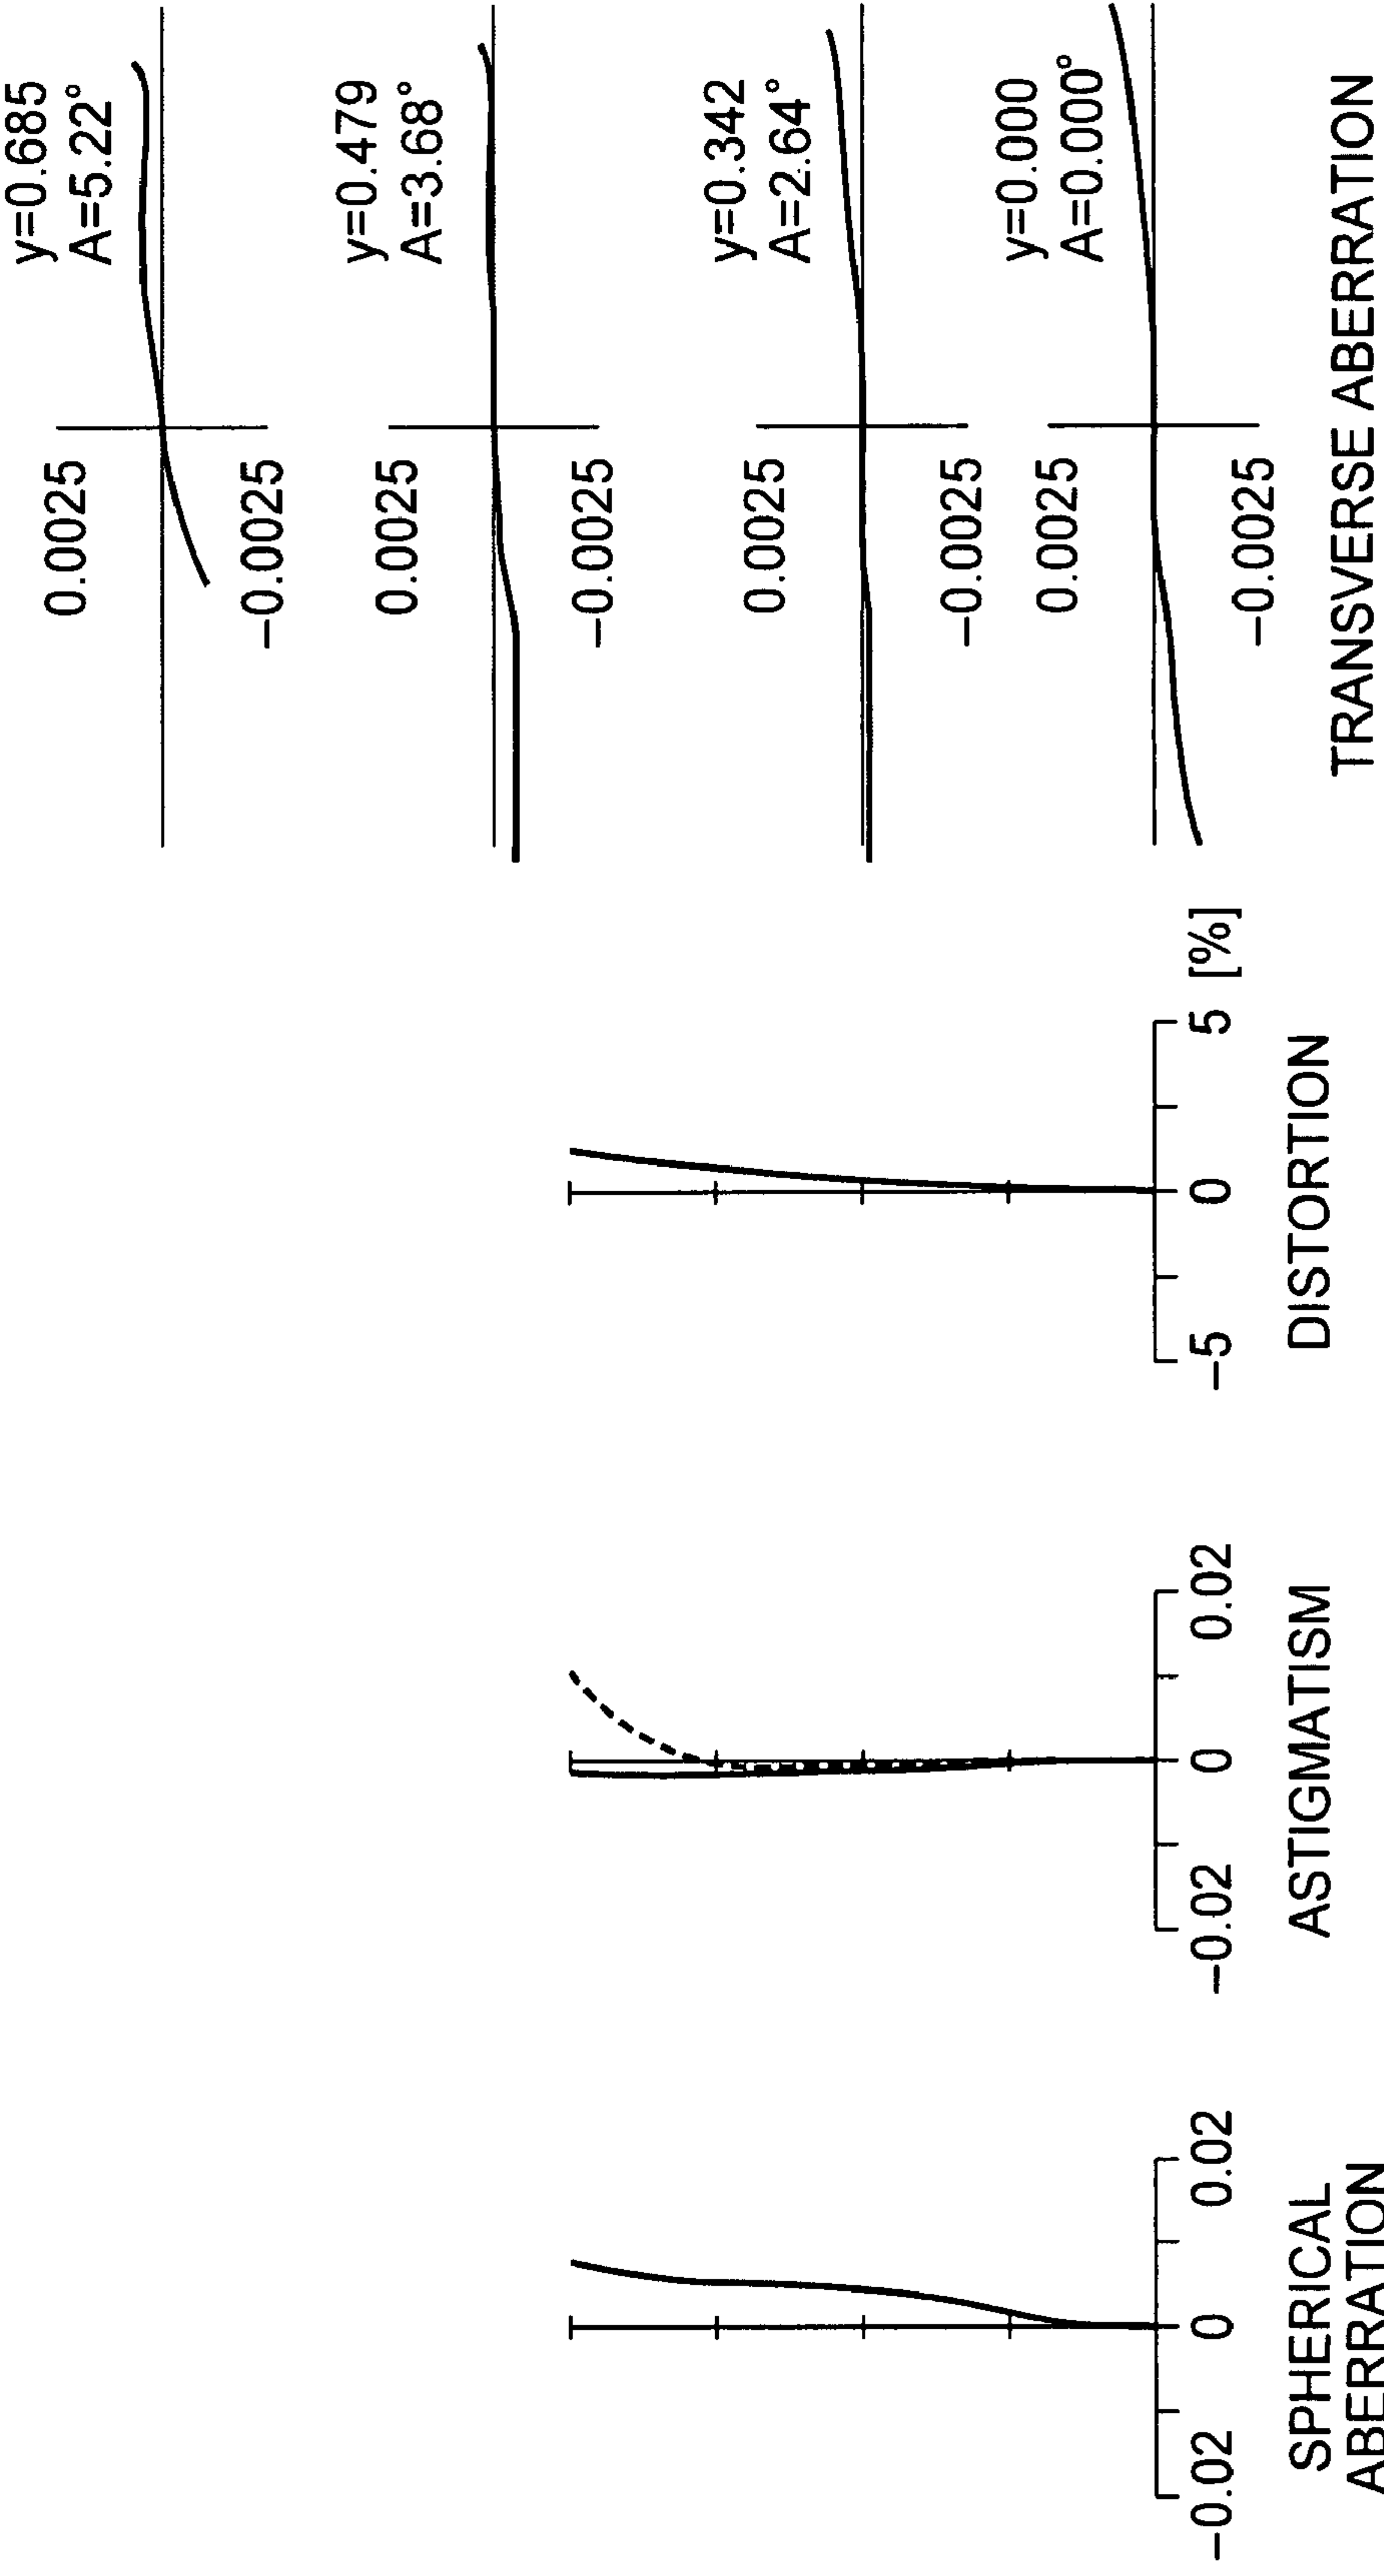 −0.02
0
0.02
SPHERICAL
ABERRATION
−0.02
0
0.02
ASTIGMATISM
−5
0
5
[%]
DISTORTION
0.0025
y=0.685
A=5.22°
−0.0025
0.0025
y=0.479
A=3.68°
−0.0025
0.0025
y=0.342
A=2.64°
−0.0025
0.0025
y=0.000
A=0.000°
−0.0025
TRANSVERSE ABERRATION